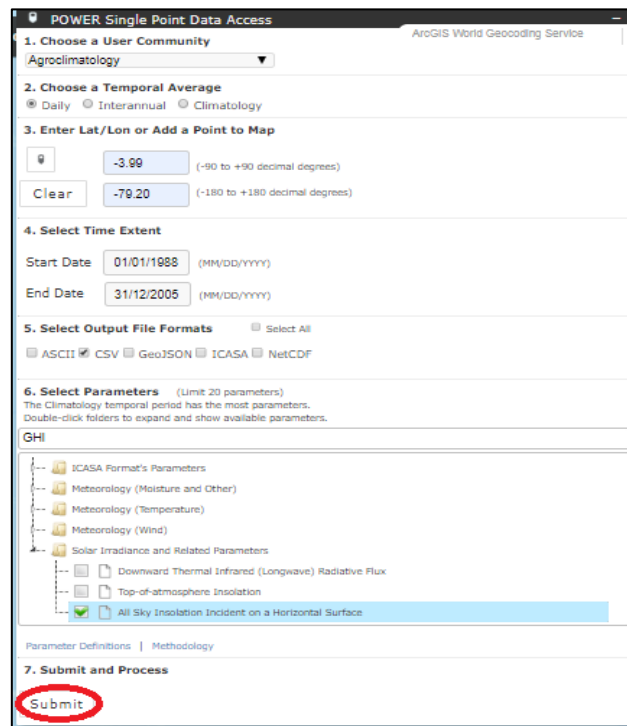 POWER Single Point Data Access
ArcGIS World Geocoding Service
1. Choose a User Community
Agroclimatology
2. Choose a Temporal Average
Daily Interannual Climatology
3. Enter Lat/Lon or Add a Point to Map
-3.99 (-90 to +90 decimal degrees)
Clear -79.20 (-180 to +180 decimal degrees)
4. Select Time Extent
Start Date 01/01/1988 (MM/DD/YYYY)
End Date 31/12/2005 (MM/DD/YYYY)
5. Select Output File Formats Select All
ASCII CSV GeoJSON ICASA NetCDF
6. Select Parameters (Limit 20 parameters)
The Climatology temporal period has the most parameters.
Double-click folders to expand and show available parameters.
GHI
ICASA Format's Parameters
Meteorology (Moisture and Other)
Meteorology (Temperature)
Meteorology (Wind)
Solar Irradiance and Related Parameters
Downward Thermal Infrared (Longwave) Radiative Flux
Top-of-atmosphere Insolation
All Sky Insolation Incident on a Horizontal Surface
Parameter Definitions | Methodology
7. Submit and Process
Submit